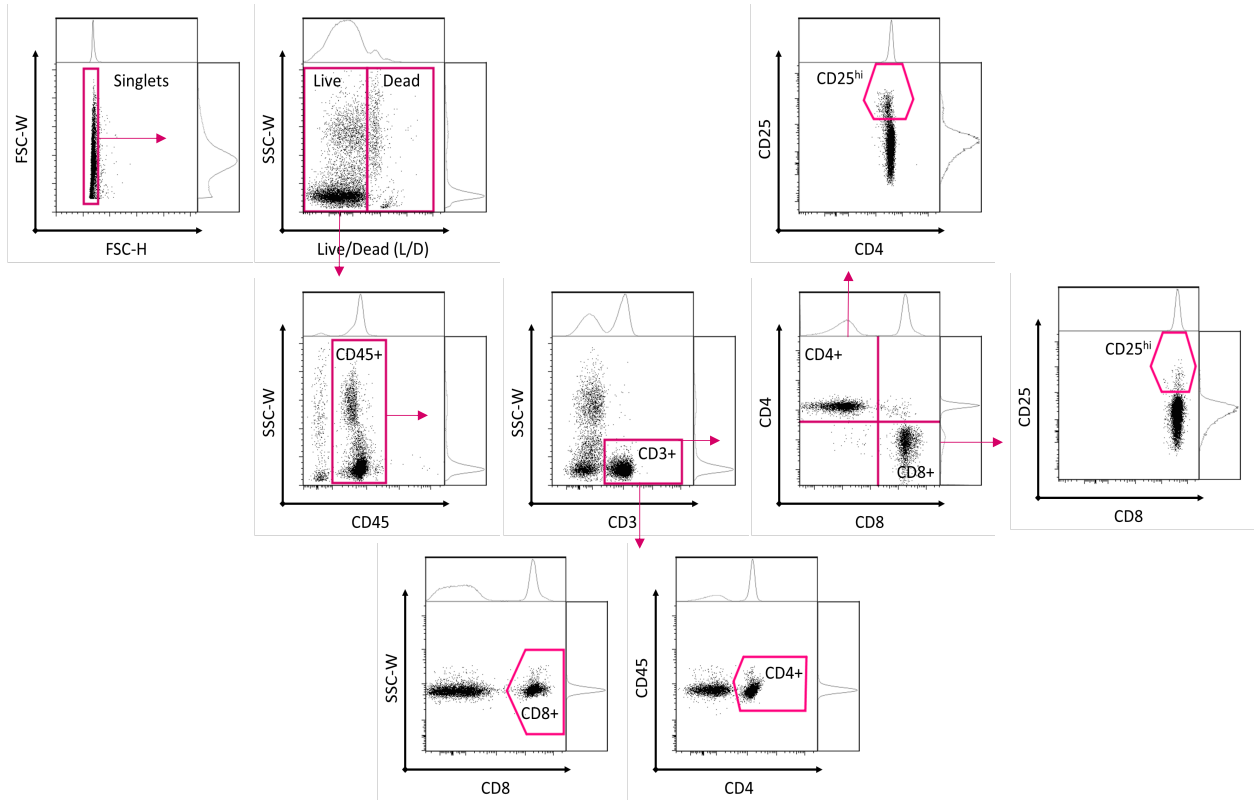 FSC-W
Singlets
FSC-H
SSC-W
Live
Dead
Live/Dead (L/D)
CD25
CD25hi
CD4
SSC-W
CD45+
CD45
SSC-W
CD3+
CD3
CD4
CD4+
CD8+
CD8
CD25
CD25hi
CD8
SSC-W
CD8+
CD8
CD45
CD4+
CD4